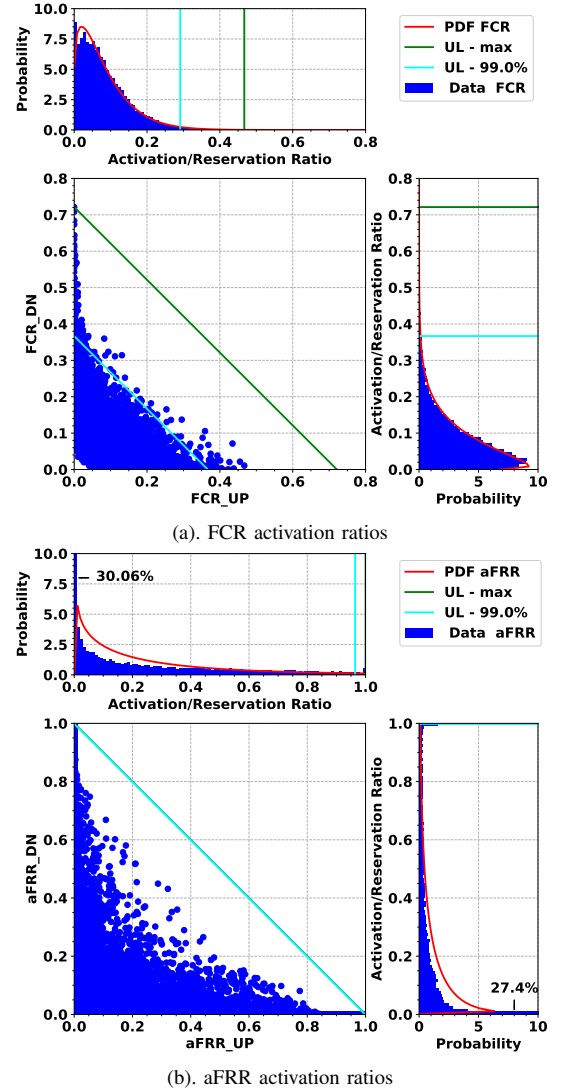 10.0
7.5
5.0
2.5
0.0
Probability
0.0 0.2 0.4 0.6 0.8
Activation/Reservation Ratio
PDF FCR
UL - max
UL - 99.0%
Data FCR
0.8
0.7
0.6
0.5
0.4
0.3
0.2
0.1
0.0
FCR_DN
0.0 0.2 0.4 0.6 0.8
FCR_UP
0.8
0.7
0.6
0.5
0.4
0.3
0.2
0.1
0.0
Activation/Reservation Ratio
0 5 10
Probability
(a). FCR activation ratios
10.0
7.5
5.0
2.5
0.0
Probability
30.06%
0.0 0.2 0.4 0.6 0.8 1.0
Activation/Reservation Ratio
PDF aFRR
UL - max
UL - 99.0%
Data aFRR
1.0
0.8
0.6
0.4
0.2
0.0
aFRR_DN
0.0 0.2 0.4 0.6 0.8 1.0
aFRR_UP
1.0
0.8
0.6
0.4
0.2
0.0
Activation/Reservation Ratio
27.4%
0 5 10
Probability
(b). aFRR activation ratios